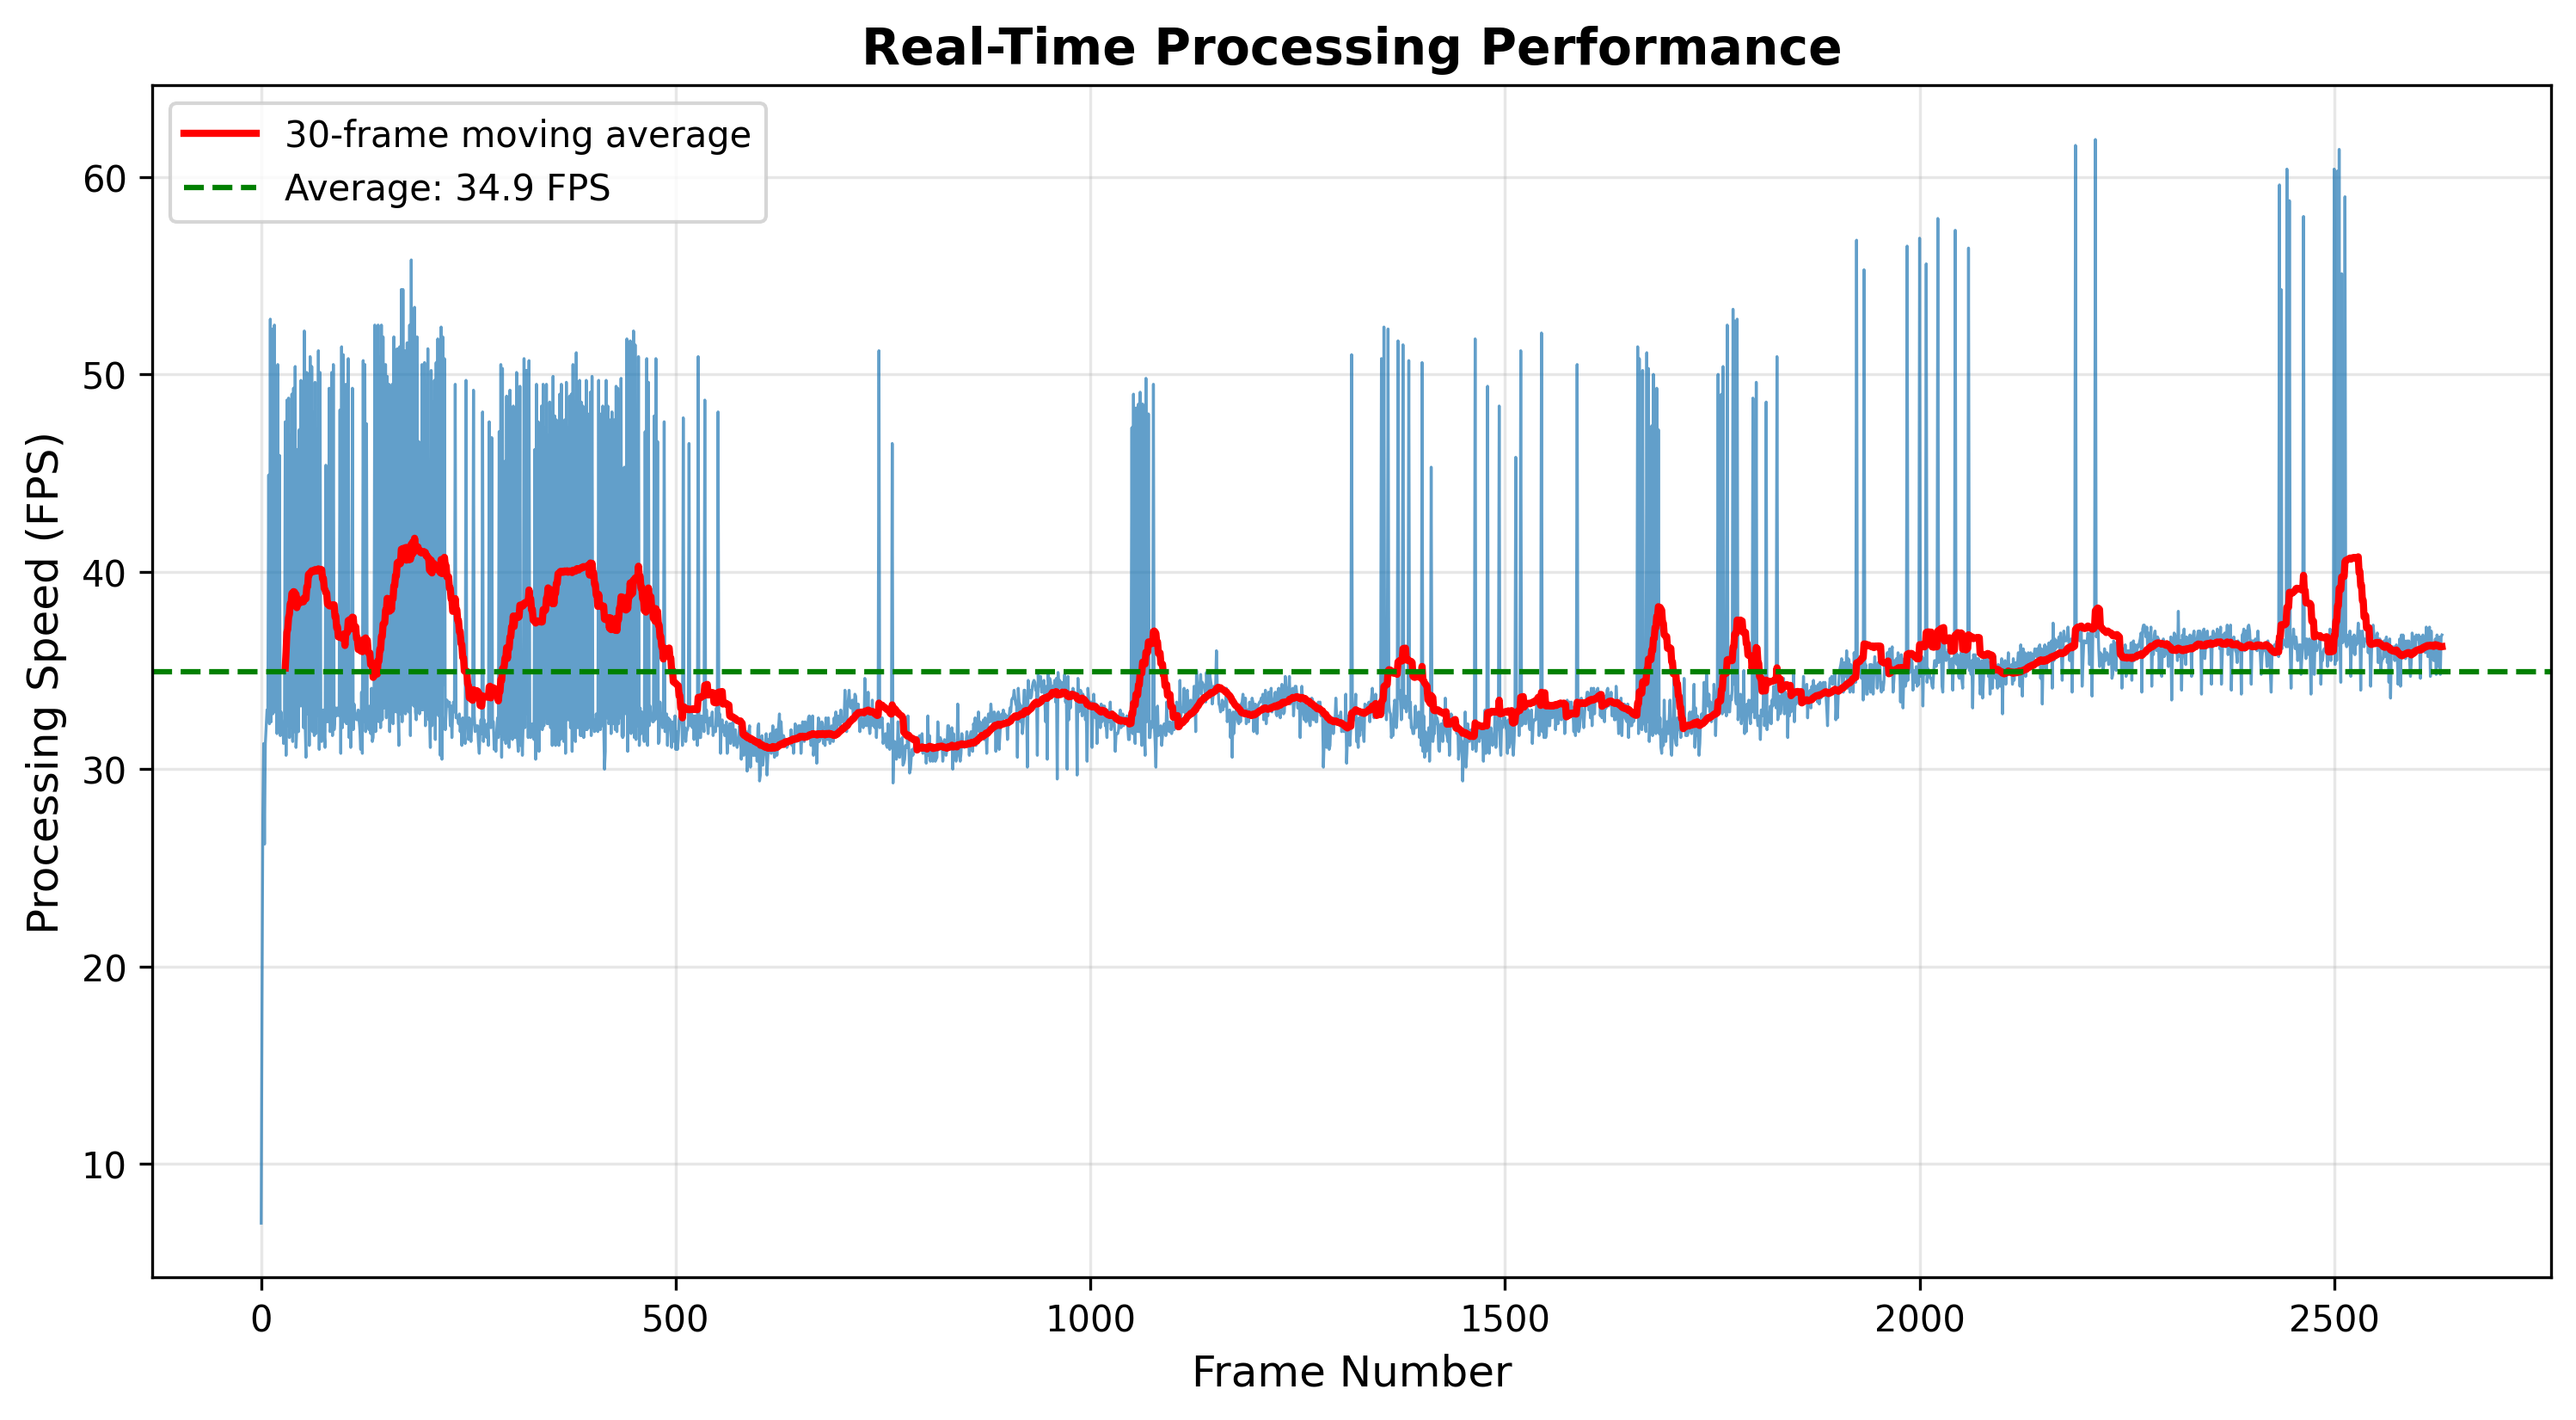 Real-Time Processing Performance
30-frame moving average
Average: 34.9 FPS
Processing Speed (FPS)
60
50
40
30
20
10
0
500
1000
1500
2000
2500
Frame Number